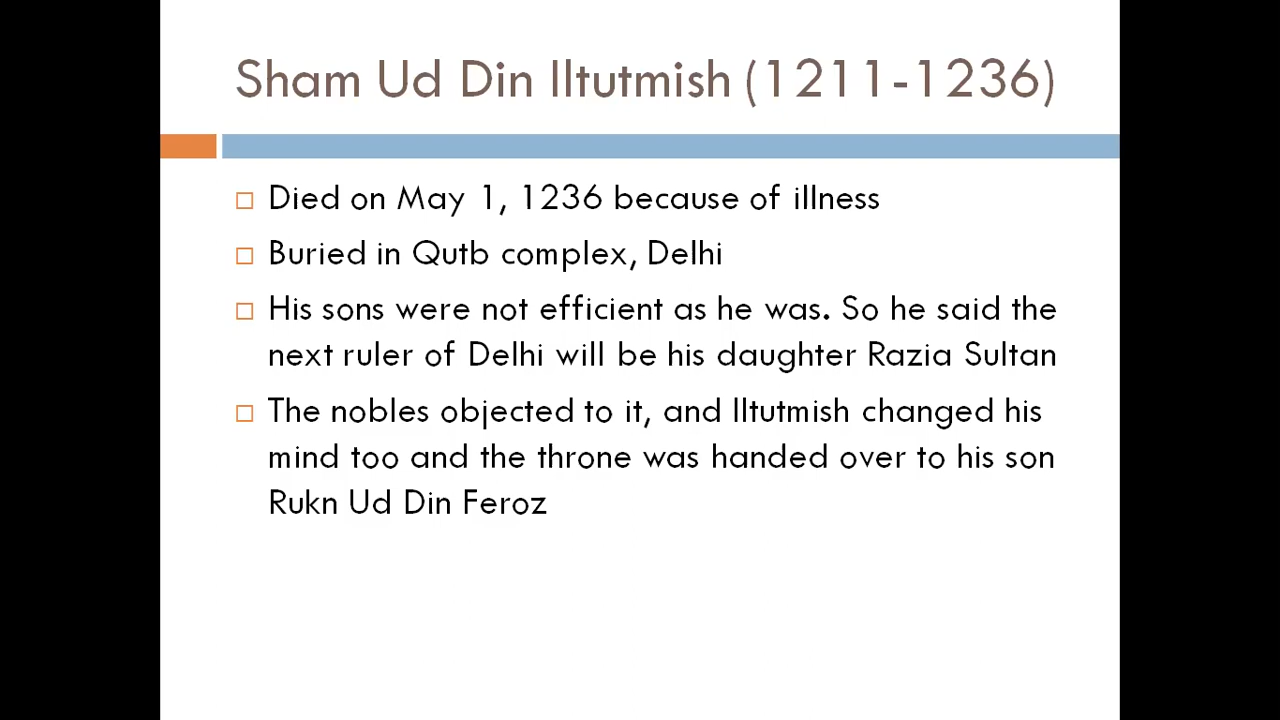 Sham Ud Din Iltutmish (1211-1236)
Died on May 1, 1236 because of illness
Buried in Qutb complex, Delhi
His sons were not efficient as he was. So he said the
next ruler of Delhi will be his daughter Razia Sultan
The nobles objected to it, and Iltutmish changed his
mind too and the throne was handed over to his son
Rukn Ud Din Feroz